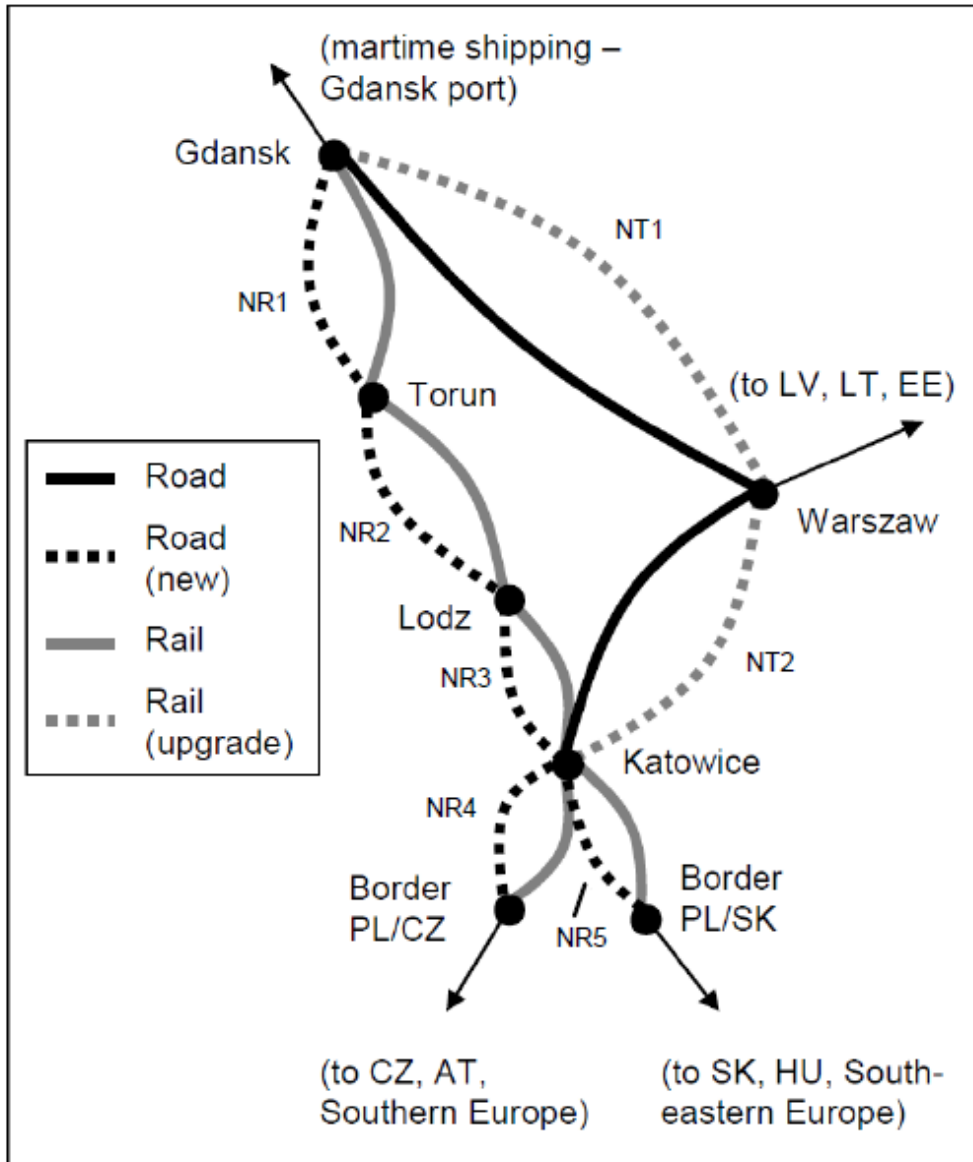 (martime shipping –
Gdansk port)
Gdansk
NT1
NR1
(to LV, LT, EE)
Torun
Road
Road
(new)
Rail
Rail
(upgrade)
Warszaw
NR2
Lodz
NR3
NT2
Katowice
NR4
Border
PL/CZ
NR5
Border
PL/SK
(to CZ, AT,
Southern Europe)
(to SK, HU, South-
eastern Europe)